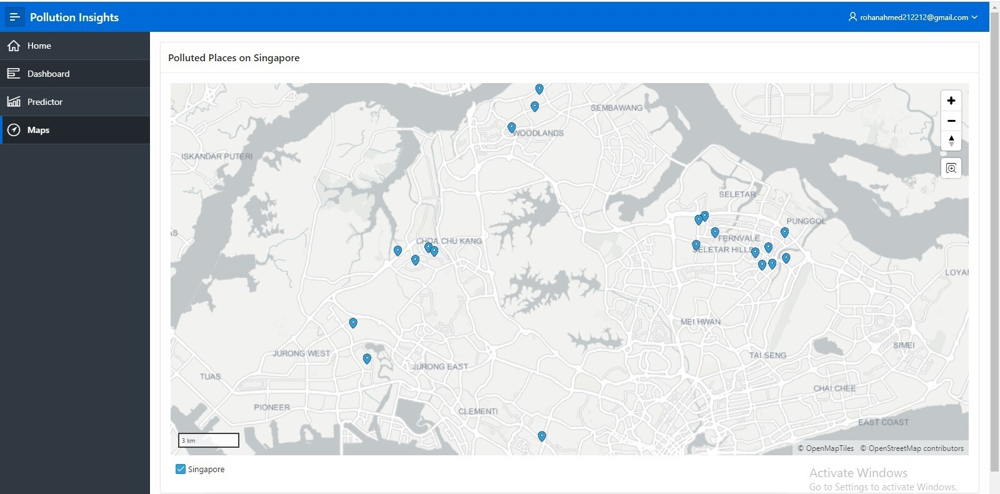 Pollution Insights
rohanahmed212212@gmail.com
Home
Dashboard
Predictor
Maps
Polluted Places on Singapore
SEMBAWANG
WOODLANDS
ISKANDAR PUTERI
SELETAR
PUNGGOL
CHOA CHU KANG
FERNVALE
SELETAR HILLS
LOYAN
MEI HWAN
SIMEI
JURONG WEST
TAI SENG
JURONG EAST
TUAS
CHAI CHEE
PIONEER
CLEMENTI
EAST COAST
3 km
© OpenMapTiles © OpenStreetMap contributors
Singapore
Activate Windows
Go to Settings to activate Windows.